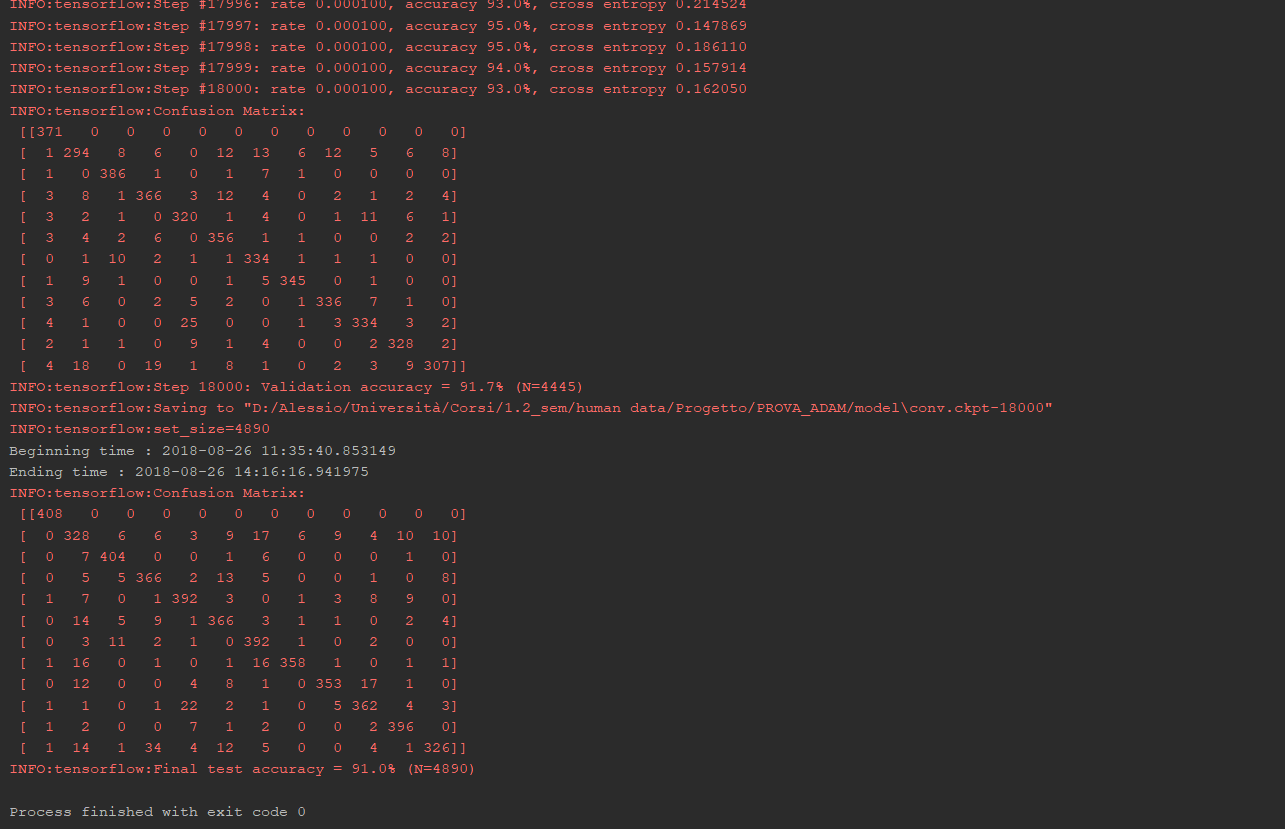 INFO:tensorflow:Step #17996: rate 0.000100, accuracy 93.0%, cross entropy 0.214524
INFO:tensorflow:Step #17997: rate 0.000100, accuracy 95.0%, cross entropy 0.147869
INFO:tensorflow:Step #17998: rate 0.000100, accuracy 95.0%, cross entropy 0.186110
INFO:tensorflow:Step #17999: rate 0.000100, accuracy 94.0%, cross entropy 0.157914
INFO:tensorflow:Step #18000: rate 0.000100, accuracy 93.0%, cross entropy 0.162050
INFO:tensorflow:Confusion Matrix:
[[371 0 0 0 0 0 0 0 0 0 0 0]
[ 1 294 8 6 0 12 13 6 12 5 6 8]
[ 1 0 386 1 0 1 7 1 0 0 0 0]
[ 3 8 1 366 3 12 4 0 2 1 2 4]
[ 3 2 1 0 320 1 4 0 1 11 6 1]
[ 3 4 2 6 0 356 1 1 0 0 2 2]
[ 0 1 10 2 1 1 334 1 1 1 0 0]
[ 1 9 1 0 0 1 5 345 0 1 0 0]
[ 3 6 0 2 5 2 0 1 336 7 1 0]
[ 4 1 0 0 25 0 0 1 3 334 3 2]
[ 2 1 1 0 9 1 4 0 0 2 328 2]
[ 4 18 0 19 1 8 1 0 2 3 9 307]]
INFO:tensorflow:Step 18000: Validation accuracy = 91.7% (N=4445)
INFO:tensorflow:Saving to "D:/Alessio/Università/Corsi/1.2_sem/human data/Progetto/PROVA_ADAM/model\conv.ckpt-18000"
INFO:tensorflow:set_size=4890
Beginning time : 2018-08-26 11:35:40.853149
Ending time : 2018-08-26 14:16:16.941975
INFO:tensorflow:Confusion Matrix:
[[408 0 0 0 0 0 0 0 0 0 0 0]
[ 0 328 6 6 3 9 17 6 9 4 10 10]
[ 0 7 404 0 0 1 6 0 0 0 1 0]
[ 0 5 5 366 2 13 5 0 0 1 0 8]
[ 1 7 0 1 392 3 0 1 3 8 9 0]
[ 0 14 5 9 1 366 3 1 1 0 2 4]
[ 0 3 11 2 1 0 392 1 0 2 0 0]
[ 1 16 0 1 0 1 16 358 1 0 1 1]
[ 0 12 0 0 4 8 1 0 353 17 1 0]
[ 1 1 0 1 22 2 1 0 5 362 4 3]
[ 1 2 0 0 7 1 2 0 0 2 396 0]
[ 1 14 1 34 4 12 5 0 0 4 1 326]]
INFO:tensorflow:Final test accuracy = 91.0% (N=4890)
Process finished with exit code 0